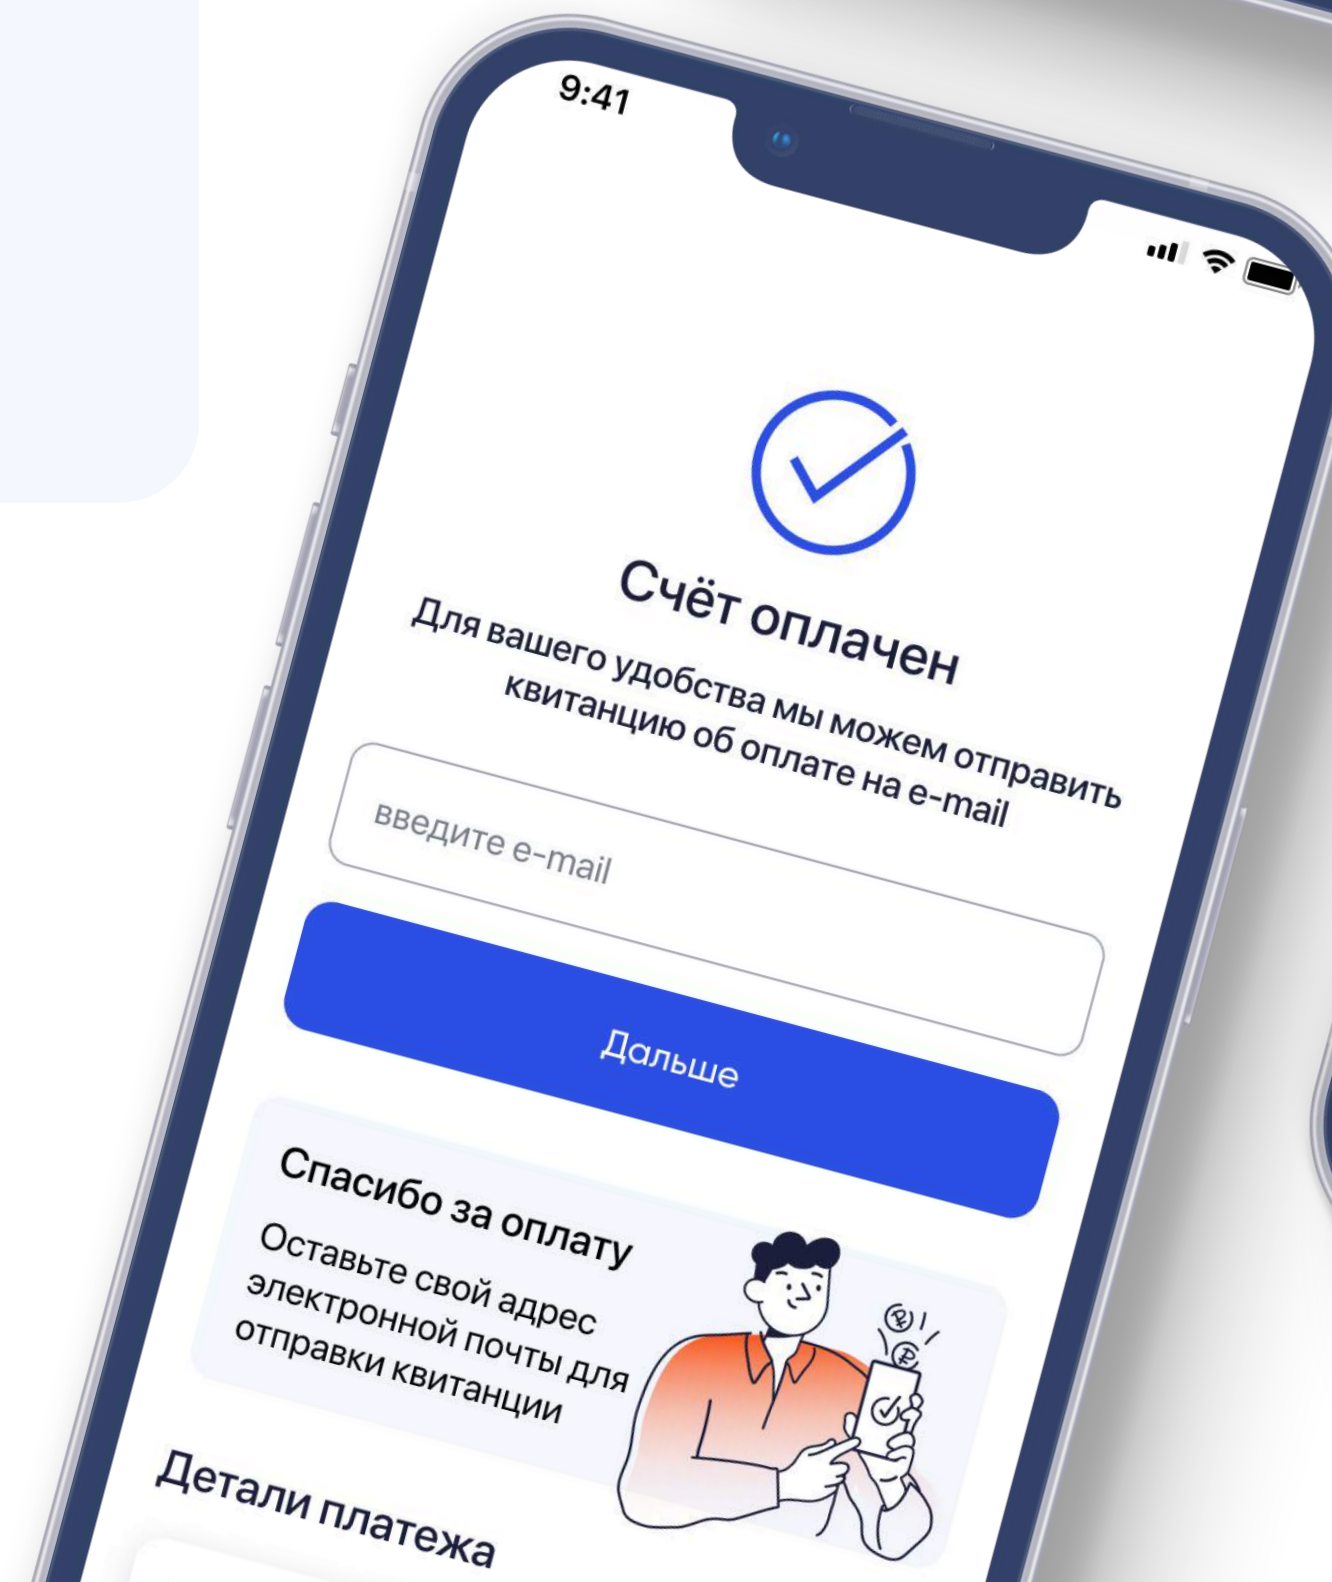 9:41
Счёт оплачен
Для вашего удобства мы можем отправить
квитанцию об оплате на e-mail
введите e-mail
Дальше
Спасибо за оплату
Оставьте свой адрес
электронной почты для
отправки квитанции
Детали платежа